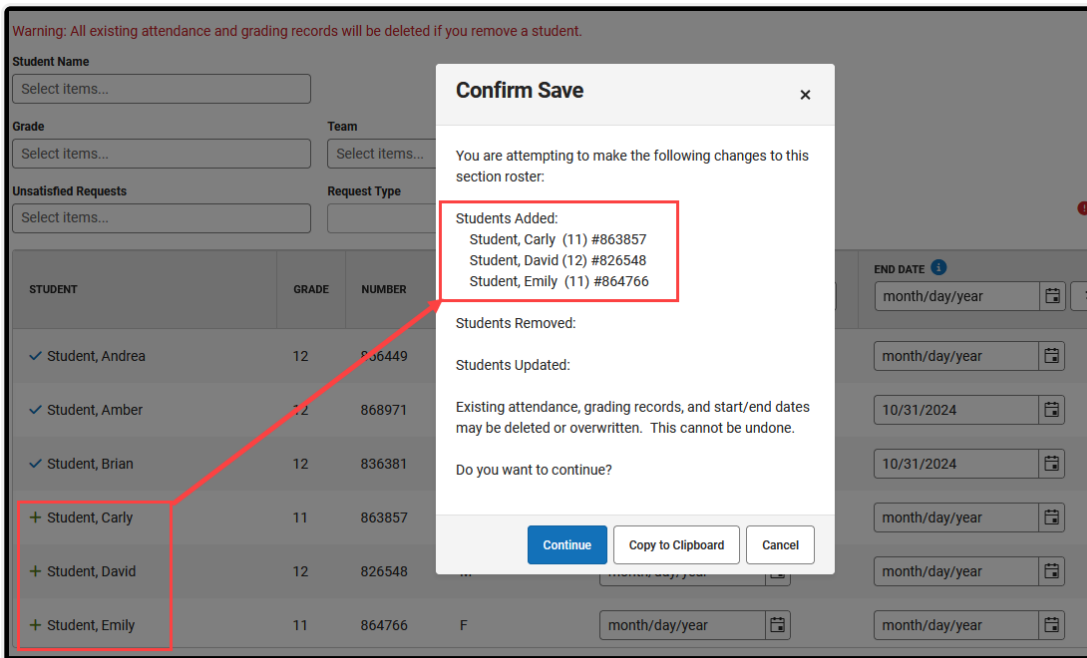 Warning: All existing attendance and grading records will be deleted if you remove a student.
Student Name
Select items...
Grade
Team
Select items...
Select items...
Unsatisfied Requests
Request Type
Select items...
STUDENT
GRADE
NUMBER
END DATE
month/day/year
Student, Andrea
12
866449
month/day/year
Student, Amber
12
868971
10/31/2024
Student, Brian
12
836381
10/31/2024
+ Student, Carly
11
863857
month/day/year
+ Student, David
12
826548
month/day/year
month/day/year
+ Student, Emily
11
864766
F
month/day/year
month/day/year
Confirm Save
×
You are attempting to make the following changes to this
section roster:
Students Added:
Student, Carly (11) #863857
Student, David (12) #826548
Student, Emily (11) #864766
Students Removed:
Students Updated:
Existing attendance, grading records, and start/end dates
may be deleted or overwritten. This cannot be undone.
Do you want to continue?
Continue
Copy to Clipboard
Cancel